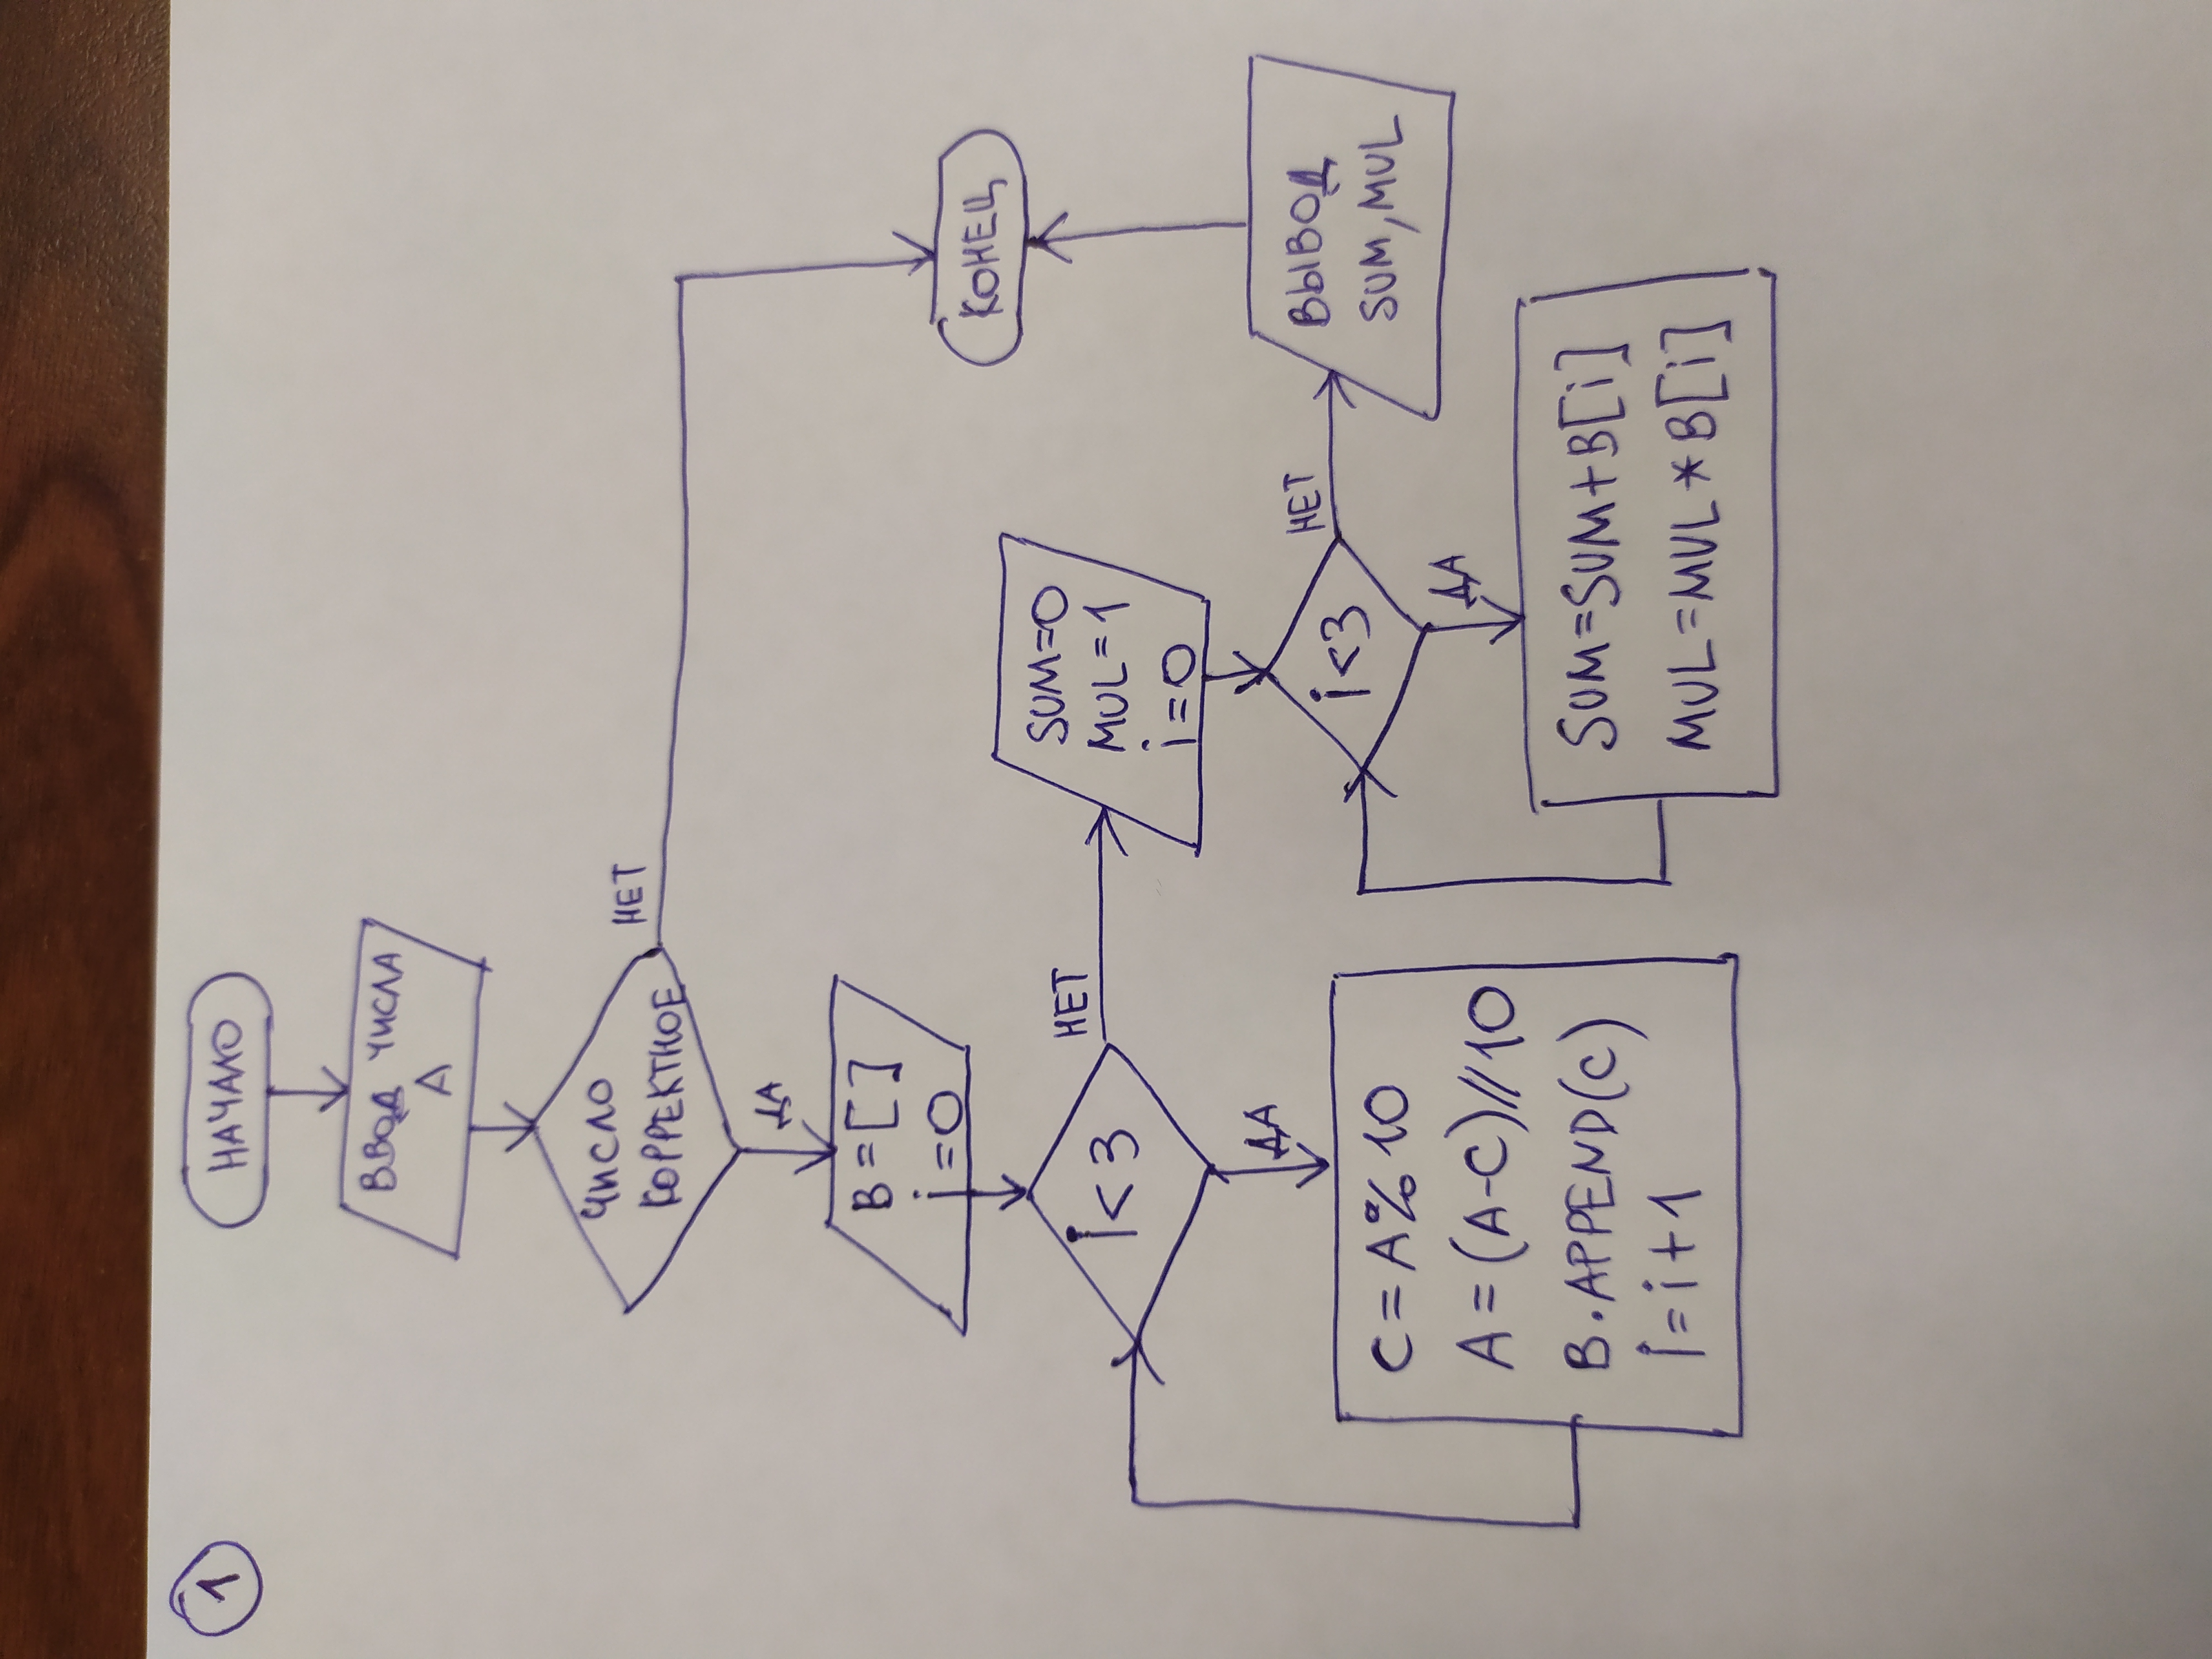 1
НАЧАЛО
ВВОД ЧИСЛА
А
ЧИСЛО
КОРРЕКТНОЕ
НЕТ
ДА
B=[]
i=0
i<3
НЕТ
ДА
C=A%10
A=(A-C)//10
B.APPEND(C)
i=i+1
SUM=0
MUL=1
i=0
i<3
НЕТ
ДА
SUM=SUM+B[i]
MUL=MUL*B[i]
ВЫВОД
SUM,MUL
КОНЕЦ